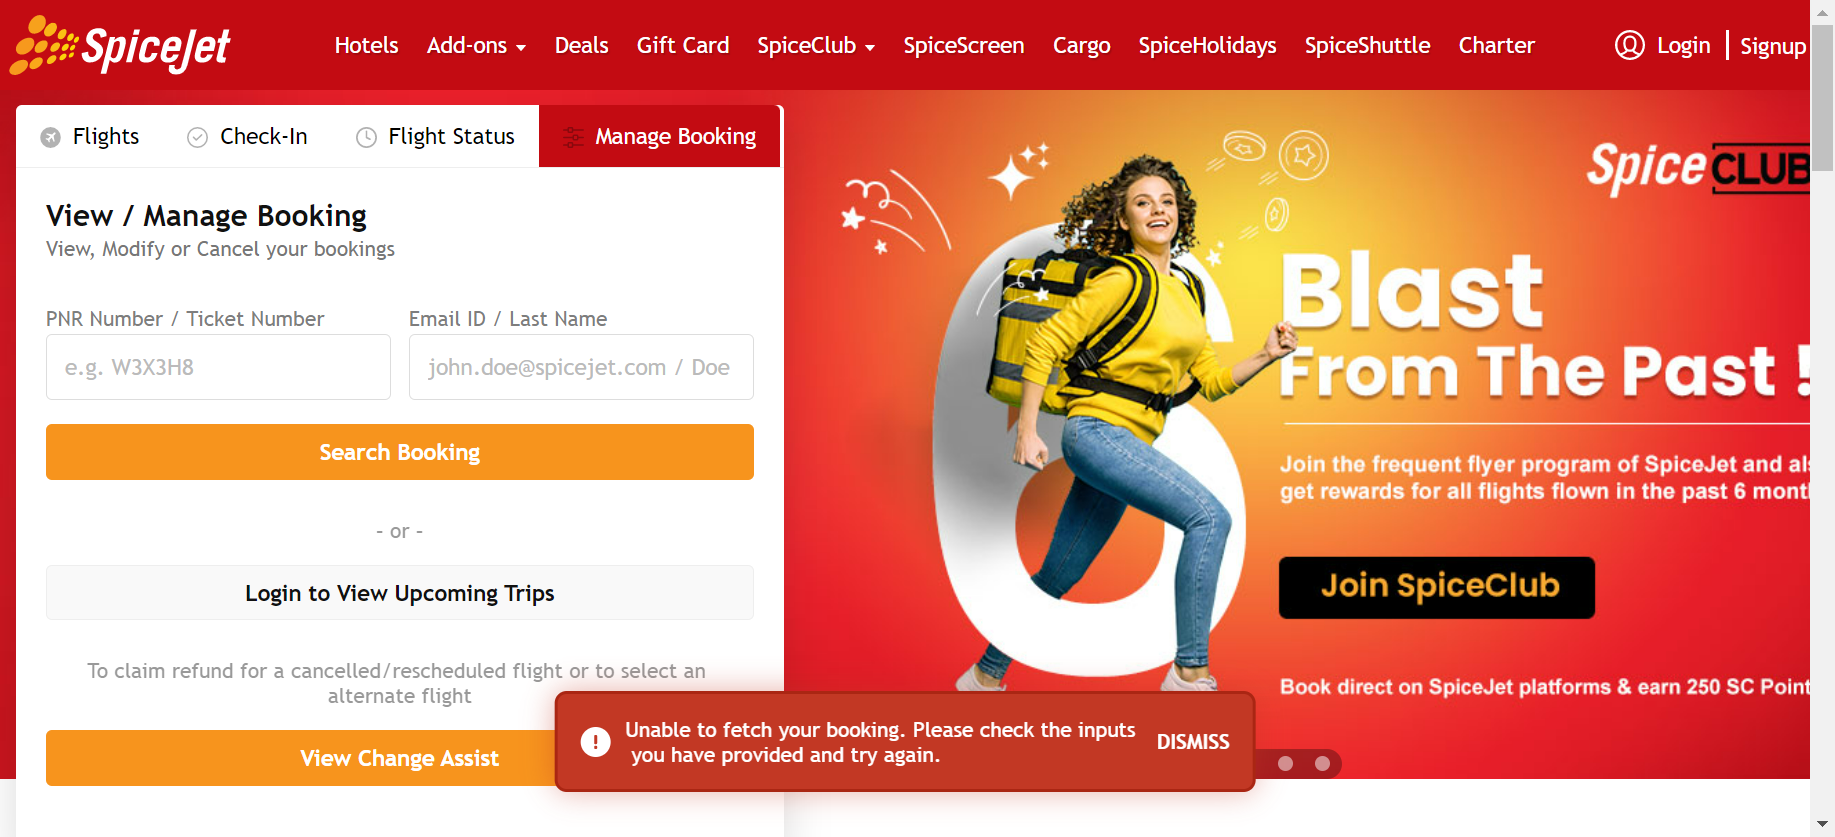 SpiceJet
Hotels Add-ons Deals Gift Card SpiceClub SpiceScreen Cargo SpiceHolidays SpiceShuttle Charter Login Signup
Flights Check-In Flight Status Manage Booking
View / Manage Booking
View, Modify or Cancel your bookings
PNR Number / Ticket Number Email ID / Last Name
e.g. W3X3H8 john.doe@spicejet.com / Doe
Search Booking
- or -
Login to View Upcoming Trips
To claim refund for a cancelled/rescheduled flight or to select an
alternate flight
View Change Assist
Spice CLUB
Blast
From The Past !
Join the frequent flyer program of SpiceJet and al
get rewards for all flights flown in the past 6 mont
Join SpiceClub
Book direct on SpiceJet platforms & earn 250 SC Point
Unable to fetch your booking. Please check the inputs
you have provided and try again.
DISMISS